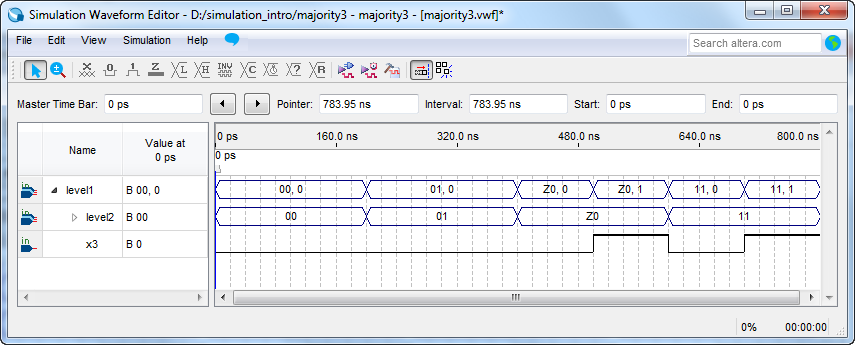 Simulation Waveform Editor - D:/simulation_intro/majority3 - majority3 - [majority3.vwf]*
File Edit View Simulation Help Search altera.com
Master Time Bar: 0 ps Pointer: 783.95 ns Interval: 783.95 ns Start: 0 ps End: 0 ps
Name Value at 0 ps 0 ps 160.0 ns 320.0 ns 480.0 ns 640.0 ns 800.0 ns
0 ps
level1 B 00, 0 00, 0 01, 0 Z0, 0 Z0, 1 11, 0 11, 1
level2 B 00 00 01 Z0 11
x3 B 0
0% 00:00:00